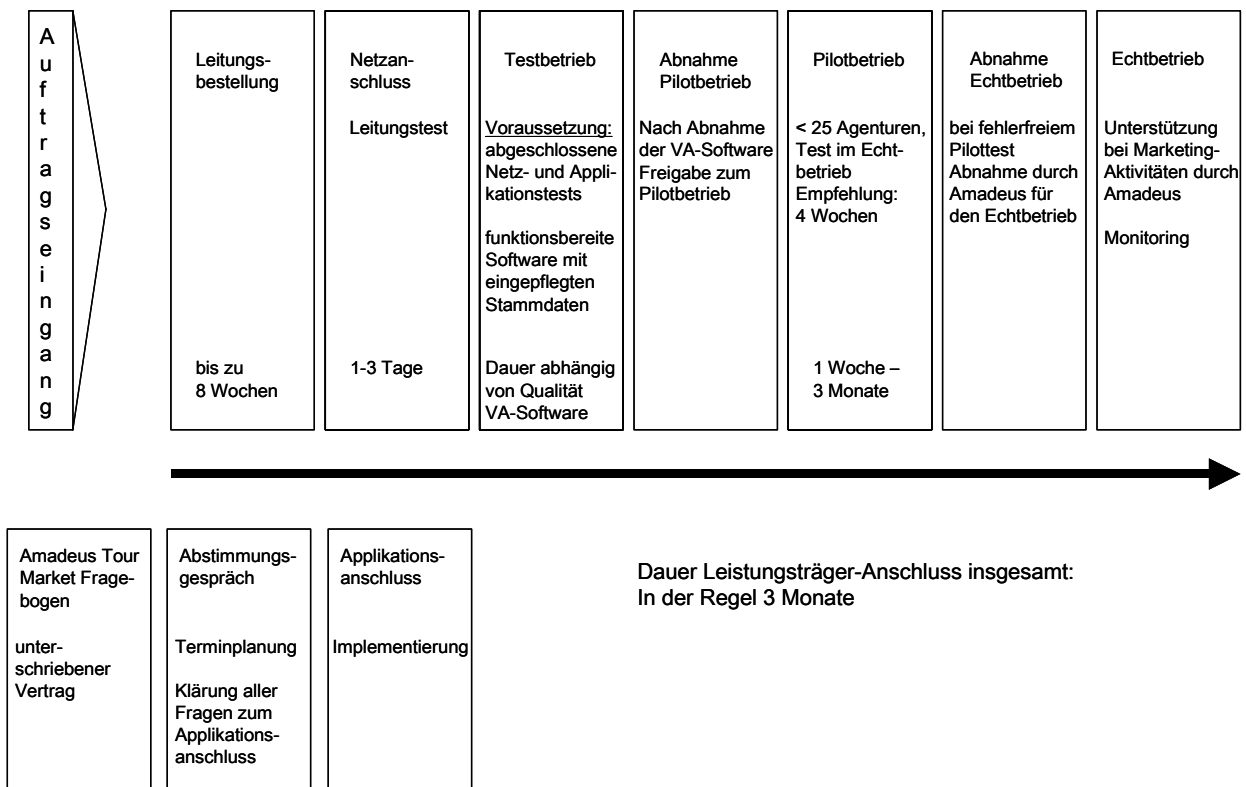 Auftragseingang
Leitungs-
bestellung
bis zu
8 Wochen
Netzan-
schluss
Leitungstest
1-3 Tage
Testbetrieb
Voraussetzung:
abgeschlossene
Netz- und Appli-
kationstests
funktionsbereite
Software mit
eingepflegten
Stammdaten
Dauer abhängig
von Qualität
VA-Software
Abnahme
Pilotbetrieb
Nach Abnahme
der VA-Software
Freigabe zum
Pilotbetrieb
Pilotbetrieb
< 25 Agenturen,
Test im Echt-
betrieb
Empfehlung:
4 Wochen
1 Woche –
3 Monate
Abnahme
Echtbetrieb
bei fehlerfreiem
Pilottest
Abnahme durch
Amadeus für
den Echtbetrieb
Echtbetrieb
Unterstützung
bei Marketing-
Aktivitäten durch
Amadeus
Monitoring
Amadeus Tour
Market Frage-
bogen
unter-
schriebener
Vertrag
Abstimmungs-
gespräch
Terminplanung
Klärung aller
Fragen zum
Applikations-
anschluss
Applikations-
anschluss
Implementierung
Dauer Leistungsträger-Anschluss insgesamt:
In der Regel 3 Monate